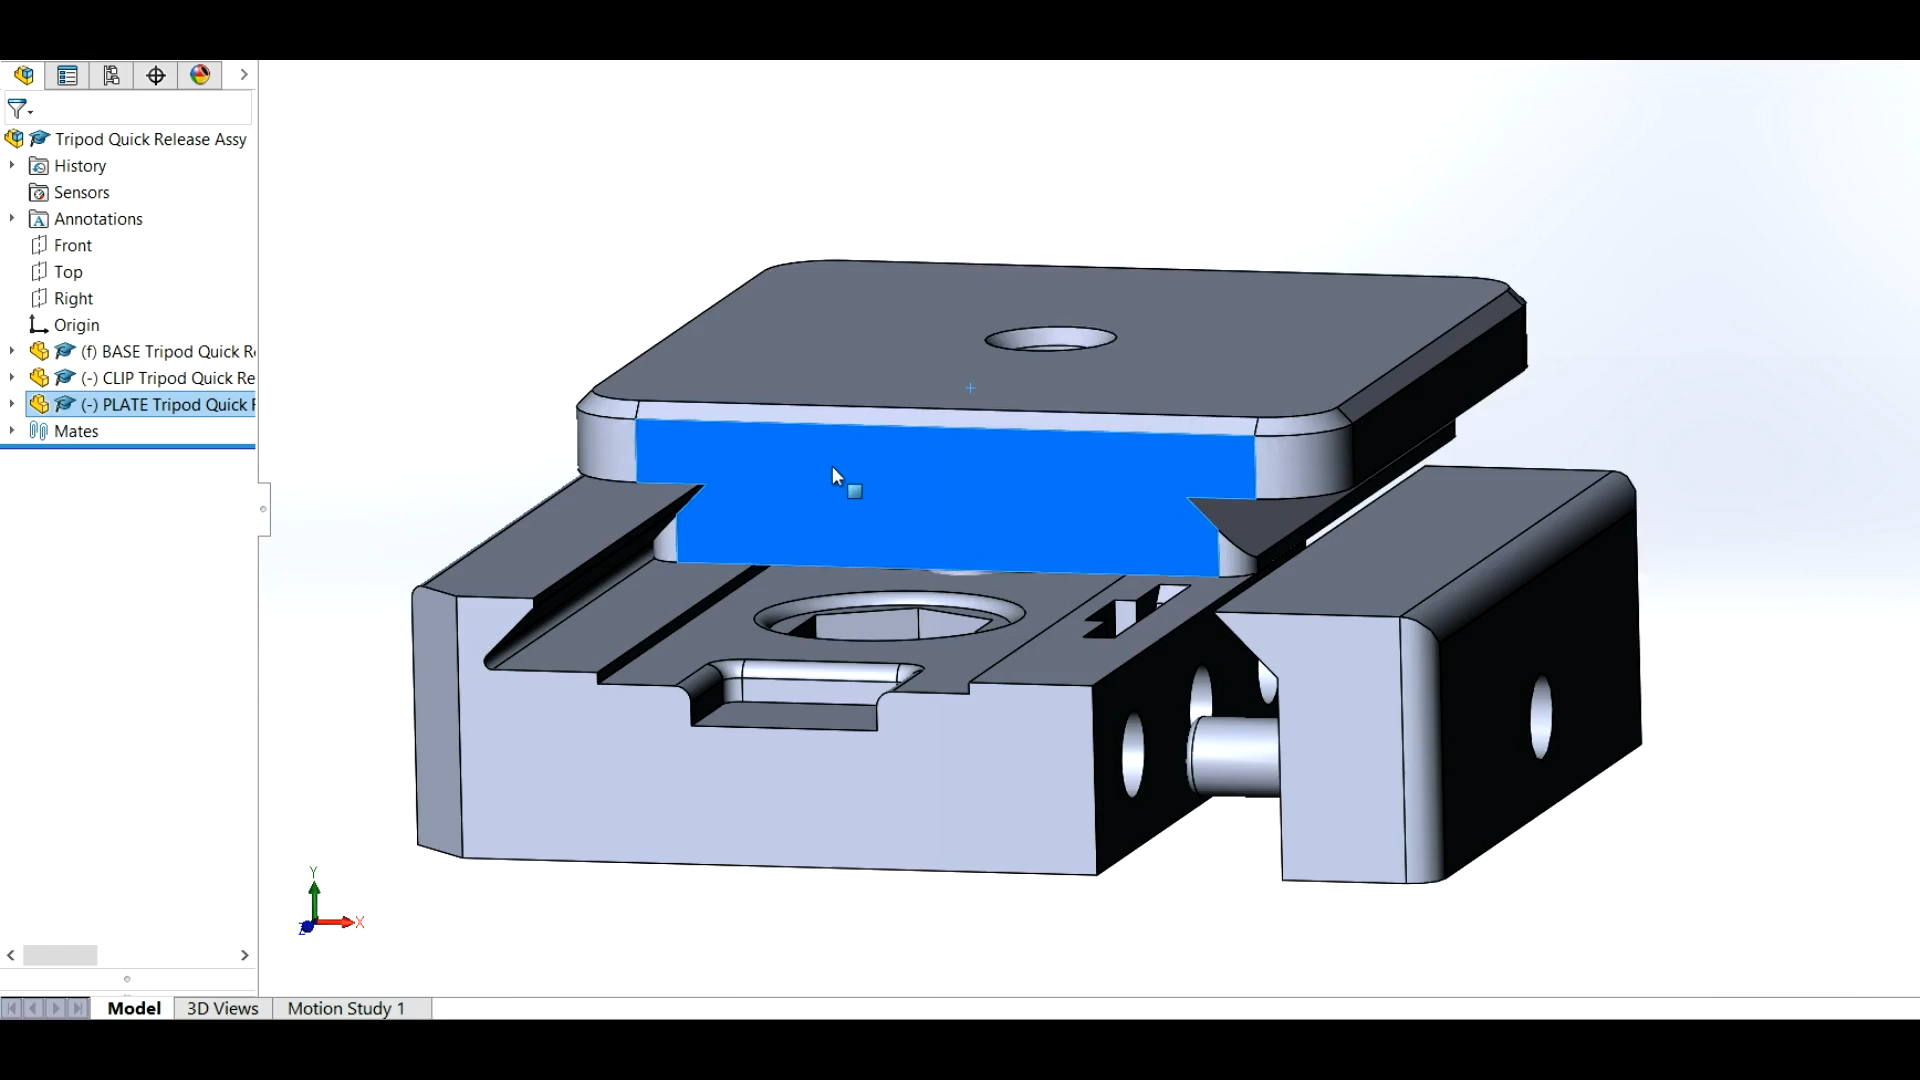 Tripod Quick Release Assy
History
Sensors
A Annotations
Front
Top
Right
Origin
(f) BASE Tripod Quick R
(-) CLIP Tripod Quick Re
(-) PLATE Tripod Quick
Mates
Y
X
Z
Model 3D Views Motion Study 1